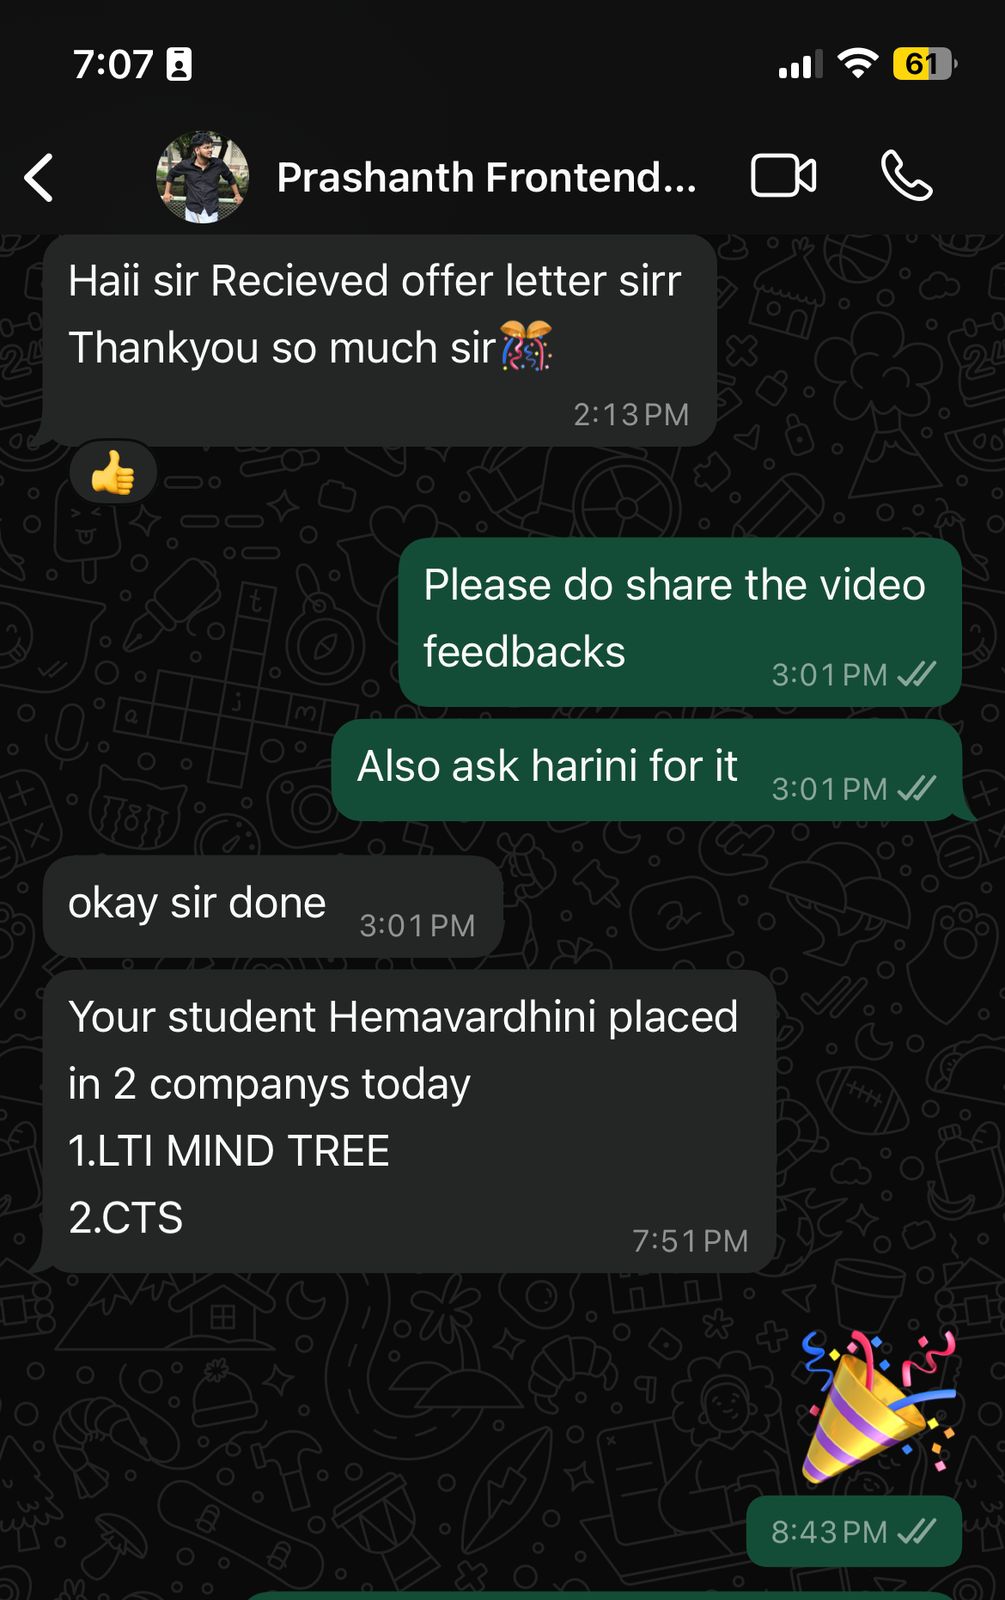 7:07
61
Prashanth Frontend...
Haii sir Recieved offer letter sirr
Thankyou so much sir🎊
2:13 PM
👍
Please do share the video
feedbacks
3:01 PM
Also ask harini for it
3:01 PM
okay sir done
3:01 PM
Your student Hemavardhini placed
in 2 companys today
1.LTI MIND TREE
2.CTS
7:51 PM
🎉
8:43 PM